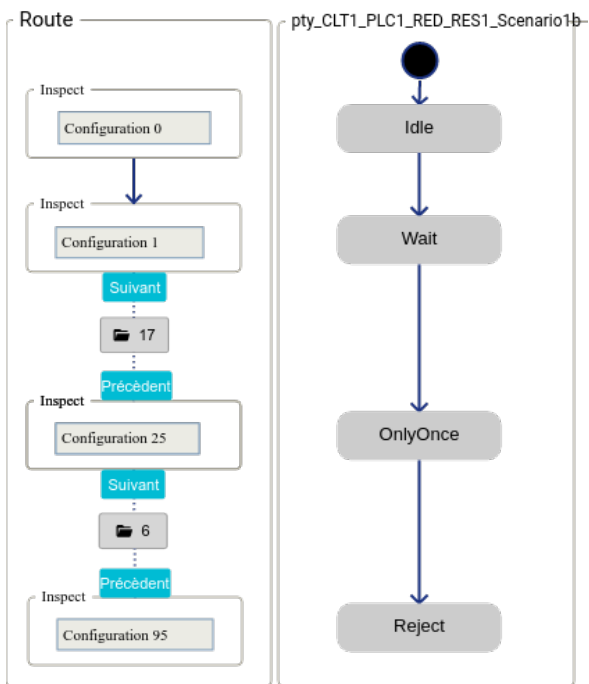 Route
Inspect
Configuration 0
Inspect
Configuration 1
Suivant
17
Précèdent
Inspect
Configuration 25
Suivant
6
Précèdent
Inspect
Configuration 95
pty_CLT1_PLC1_RED_RES1_Scenario1b
Idle
Wait
OnlyOnce
Reject